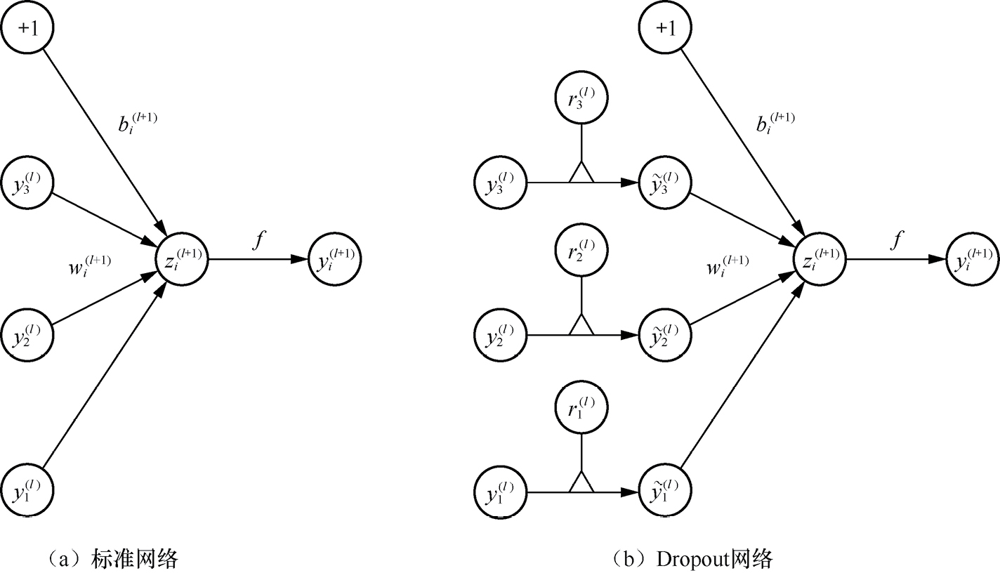 +1
b_i^(l+1)
y_3^(l)
w_i^(l+1)
z_i^(l+1)
f
y_i^(l+1)
y_2^(l)
y_1^(l)
（a）标准网络
+1
r_3^(l)
b_i^(l+1)
y_3^(l)
ỹ_3^(l)
r_2^(l)
w_i^(l+1)
z_i^(l+1)
f
y_i^(l+1)
y_2^(l)
ỹ_2^(l)
r_1^(l)
y_1^(l)
ỹ_1^(l)
（b）Dropout网络